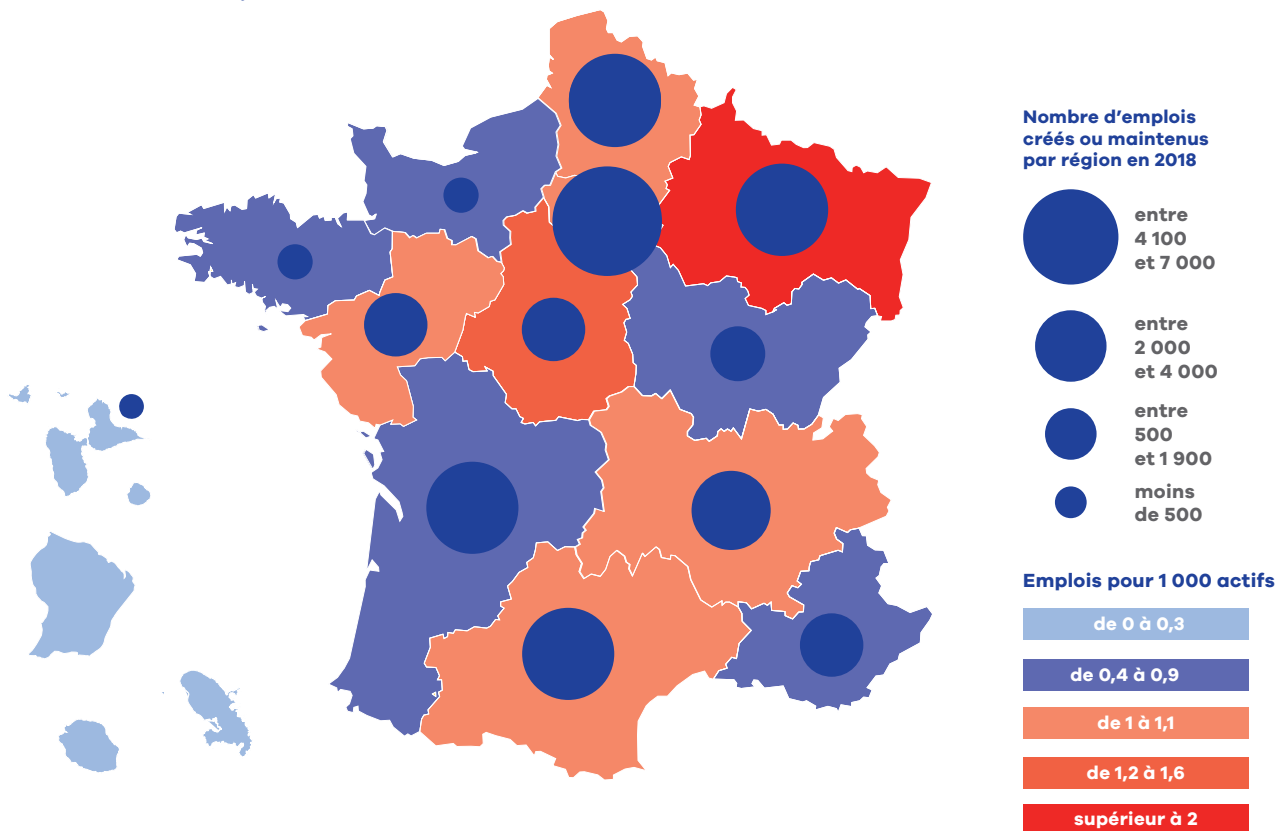 Nombre d'emplois
créés ou maintenus
par région en 2018
entre
4 100
et 7 000
entre
2 000
et 4 000
entre
500
et 1 900
moins
de 500
Emplois pour 1 000 actifs
de 0 à 0,3
de 0,4 à 0,9
de 1 à 1,1
de 1,2 à 1,6
supérieur à 2